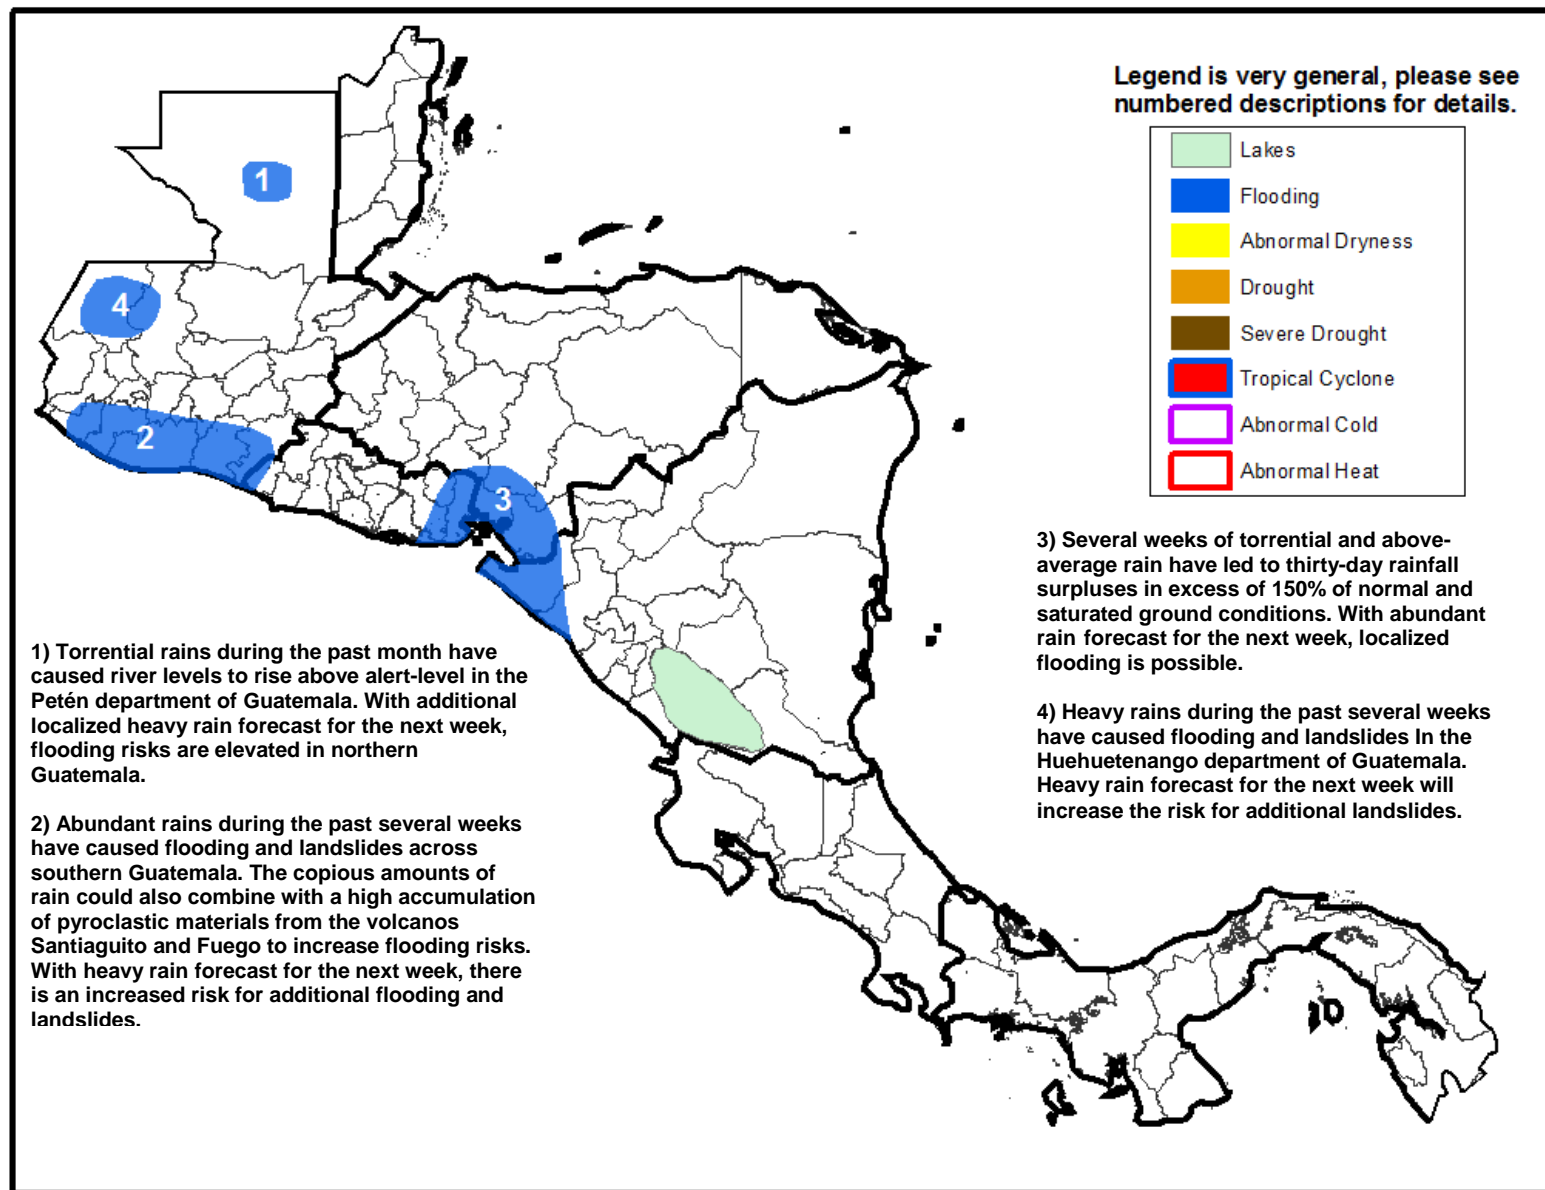 Legend is very general, please see
numbered descriptions for details.
Lakes
Flooding
Abnormal Dryness
Drought
Severe Drought
Tropical Cyclone
Abnormal Cold
Abnormal Heat
1
4
2
3
1) Torrential rains during the past month have
caused river levels to rise above alert-level in the
Petén department of Guatemala. With additional
localized heavy rain forecast for the next week,
flooding risks are elevated in northern
Guatemala.
2) Abundant rains during the past several weeks
have caused flooding and landslides across
southern Guatemala. The copious amounts of
rain could also combine with a high accumulation
of pyroclastic materials from the volcanos
Santiaguito and Fuego to increase flooding risks.
With heavy rain forecast for the next week, there
is an increased risk for additional flooding and
landslides.
3) Several weeks of torrential and above-
average rain have led to thirty-day rainfall
surpluses in excess of 150% of normal and
saturated ground conditions. With abundant
rain forecast for the next week, localized
flooding is possible.
4) Heavy rains during the past several weeks
have caused flooding and landslides In the
Huehuetenango department of Guatemala.
Heavy rain forecast for the next week will
increase the risk for additional landslides.